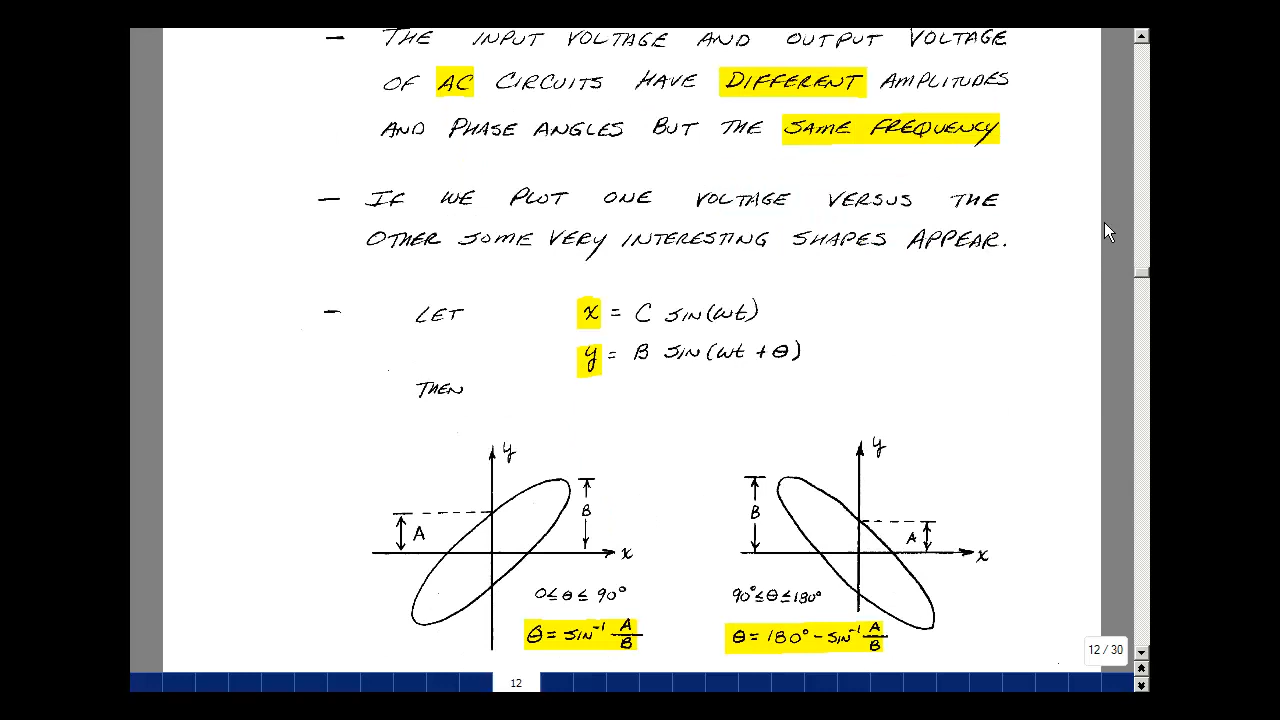 — THE INPUT VOLTAGE AND OUTPUT VOLTAGE
OF AC CIRCUITS HAVE DIFFERENT AMPLITUDES
AND PHASE ANGLES BUT THE SAME FREQUENCY
— IF WE PLOT ONE VOLTAGE VERSUS THE
OTHER SOME VERY INTERESTING SHAPES APPEAR.
— LET x = C SIN(ωt)
y = B SIN(ωt + θ)
THEN
y
B
A
x
0 ≤ θ ≤ 90°
θ = SIN⁻¹ A/B
y
B
A
x
90° ≤ θ ≤ 180°
θ = 180° – SIN⁻¹ A/B
12 / 30
12